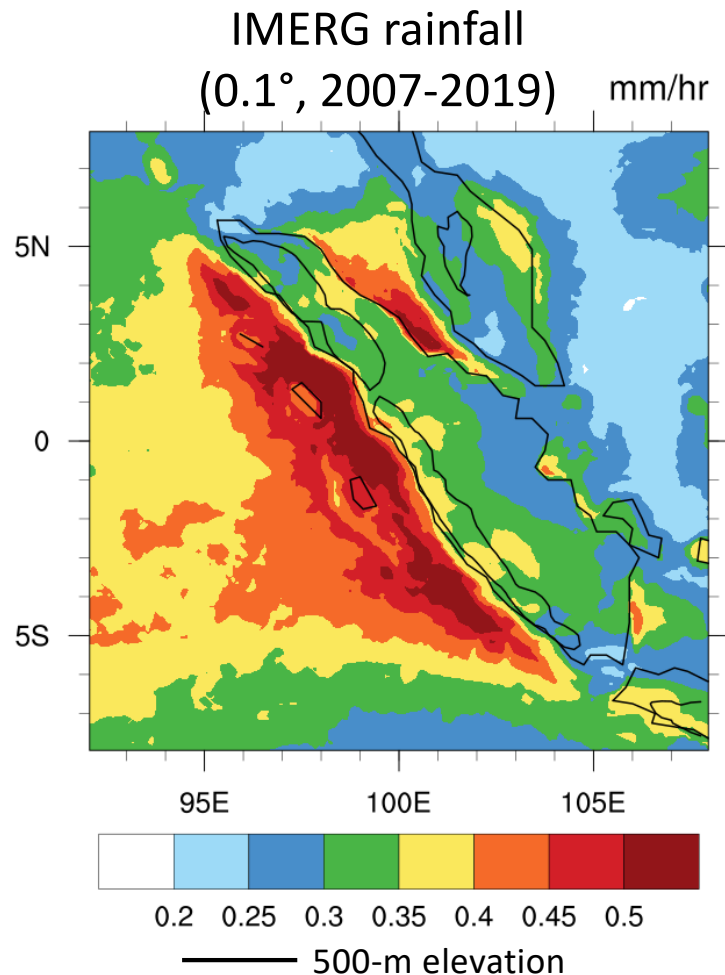 IMERG rainfall
(0.1°, 2007-2019) mm/hr
5N
0
5S
95E 100E 105E
0.2 0.25 0.3 0.35 0.4 0.45 0.5
500-m elevation